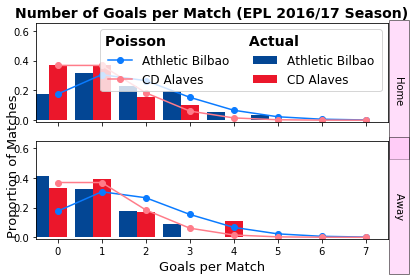 Number of Goals per Match (EPL 2016/17 Season)
Poisson Actual
Athletic Bilbao Athletic Bilbao
CD Alaves CD Alaves
0.6
0.4
0.2
0.0
Home
Proportion of Matches
0.6
0.4
0.2
0.0
Away
0 1 2 3 4 5 6 7
Goals per Match